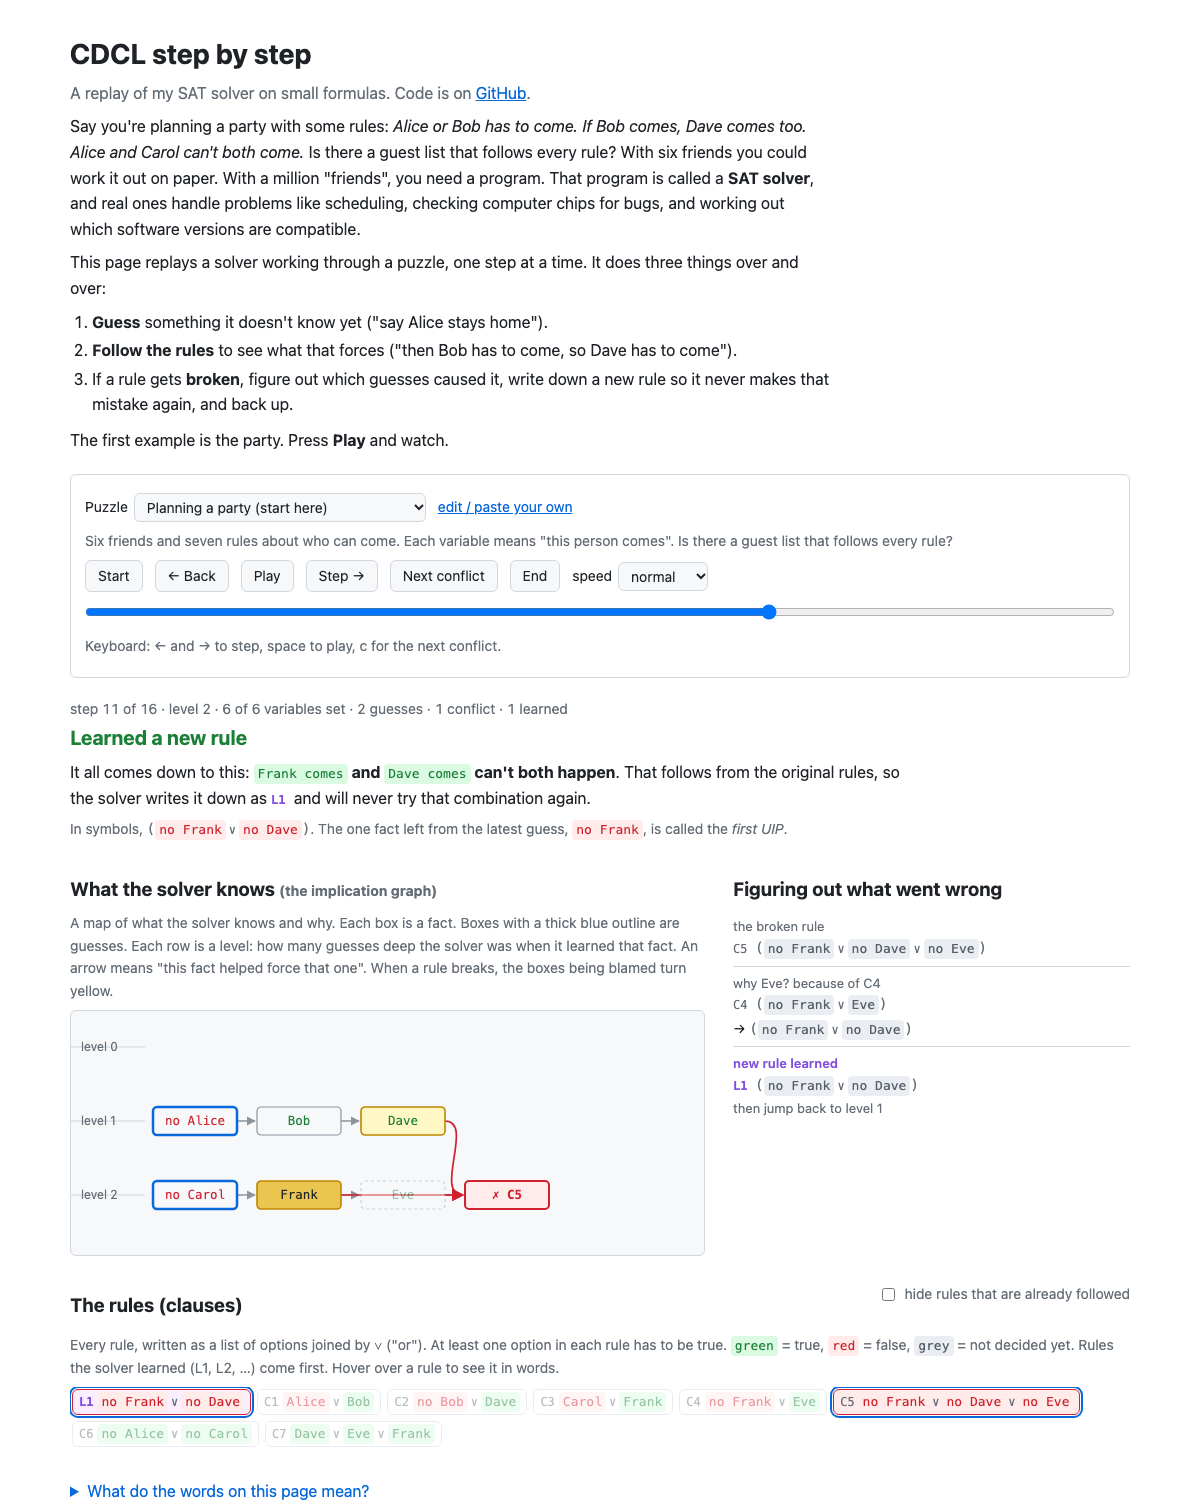 CDCL step by step
A replay of my SAT solver on small formulas. Code is on GitHub.
Say you're planning a party with some rules: Alice or Bob has to come. If Bob comes, Dave comes too.
Alice and Carol can't both come. Is there a guest list that follows every rule? With six friends you could
work it out on paper. With a million "friends", you need a program. That program is called a SAT solver,
and real ones handle problems like scheduling, checking computer chips for bugs, and working out
which software versions are compatible.
This page replays a solver working through a puzzle, one step at a time. It does three things over and
over:
1. Guess something it doesn't know yet ("say Alice stays home").
2. Follow the rules to see what that forces ("then Bob has to come, so Dave has to come").
3. If a rule gets broken, figure out which guesses caused it, write down a new rule so it never makes that
mistake again, and back up.
The first example is the party. Press Play and watch.
Puzzle Planning a party (start here) edit / paste your own
Six friends and seven rules about who can come. Each variable means "this person comes". Is there a guest list that follows every rule?
Start ← Back Play Step → Next conflict End speed normal
Keyboard: ← and → to step, space to play, c for the next conflict.
step 11 of 16 · level 2 · 6 of 6 variables set · 2 guesses · 1 conflict · 1 learned
Learned a new rule
It all comes down to this: Frank comes and Dave comes can't both happen. That follows from the original rules, so
the solver writes it down as L1 and will never try that combination again.
In symbols, (no Frank ∨ no Dave). The one fact left from the latest guess, no Frank, is called the first UIP.
What the solver knows (the implication graph)
A map of what the solver knows and why. Each box is a fact. Boxes with a thick blue outline are
guesses. Each row is a level: how many guesses deep the solver was when it learned that fact. An
arrow means "this fact helped force that one". When a rule breaks, the boxes being blamed turn
yellow.
level 0
level 1 no Alice Bob Dave
level 2 no Carol Frank Eve ✗ C5
Figuring out what went wrong
the broken rule
C5 (no Frank ∨ no Dave ∨ no Eve)
why Eve? because of C4
C4 (no Frank ∨ Eve)
→ (no Frank ∨ no Dave)
new rule learned
L1 (no Frank ∨ no Dave)
then jump back to level 1
The rules (clauses)
hide rules that are already followed
Every rule, written as a list of options joined by ∨ ("or"). At least one option in each rule has to be true. green = true, red = false, grey = not decided yet. Rules
the solver learned (L1, L2, ...) come first. Hover over a rule to see it in words.
L1 no Frank ∨ no Dave C1 Alice ∨ Bob C2 no Bob ∨ Dave C3 Carol ∨ Frank C4 no Frank ∨ Eve C5 no Frank ∨ no Dave ∨ no Eve
C6 no Alice ∨ no Carol C7 Dave ∨ Eve ∨ Frank
▶ What do the words on this page mean?